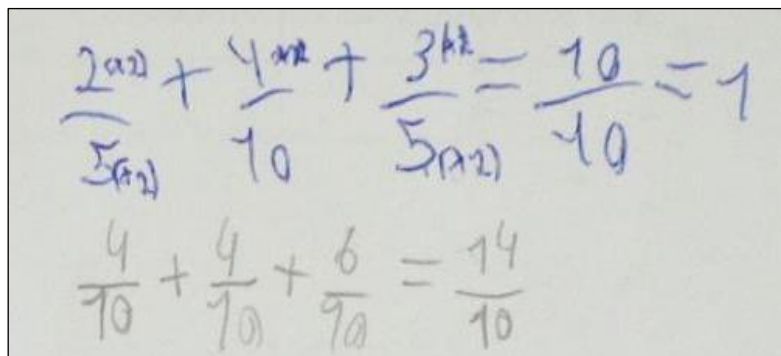 2(x2)/5(x2) + 4/10 + 3(x2)/5(x2) = 10/10 = 1
4/10 + 4/10 + 6/10 = 14/10